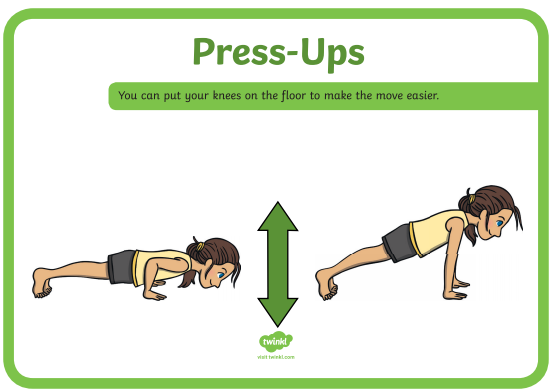 Press-Ups
You can put your knees on the floor to make the move easier.
twinkl
visit twinkl.com